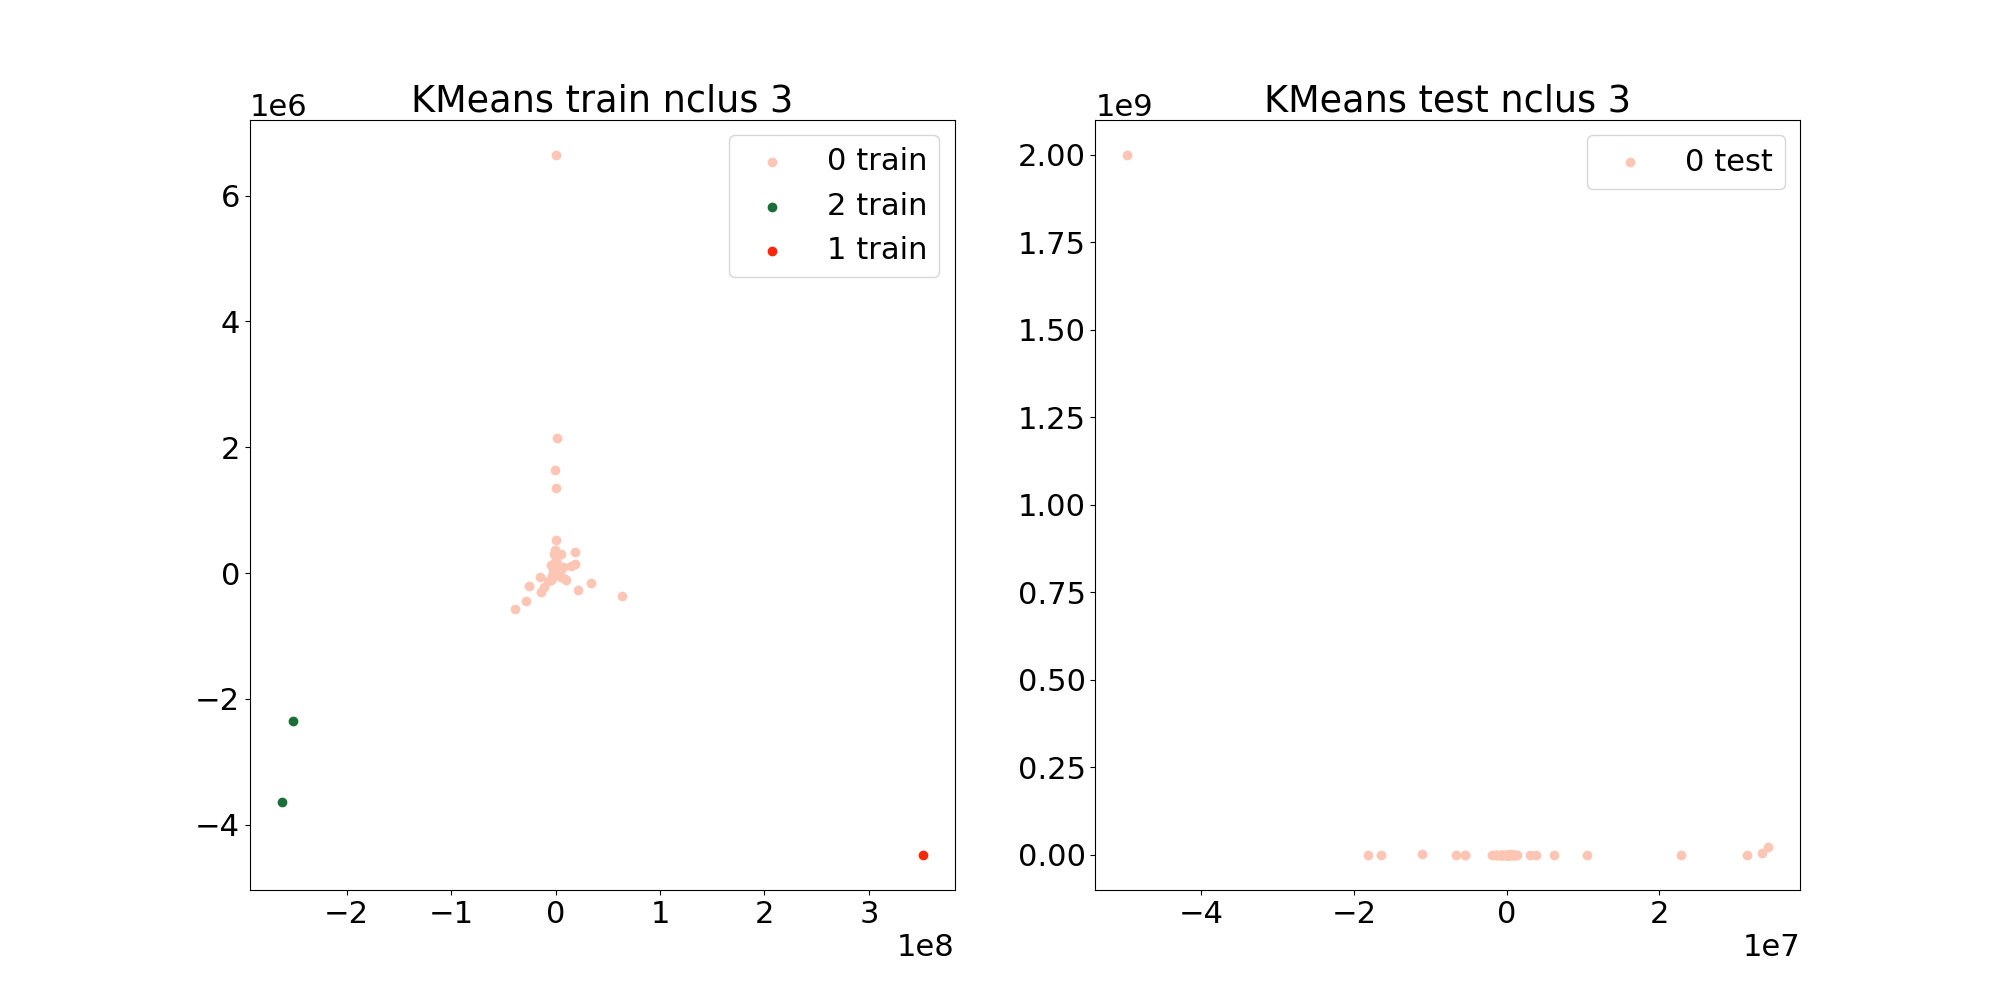 KMeans train nclus 3
1e6
6
4
2
0
−2
−4
−2
−1
0
1
2
3
1e8
0 train
2 train
1 train
KMeans test nclus 3
1e9
2.00
1.75
1.50
1.25
1.00
0.75
0.50
0.25
0.00
−4
−2
0
2
1e7
0 test